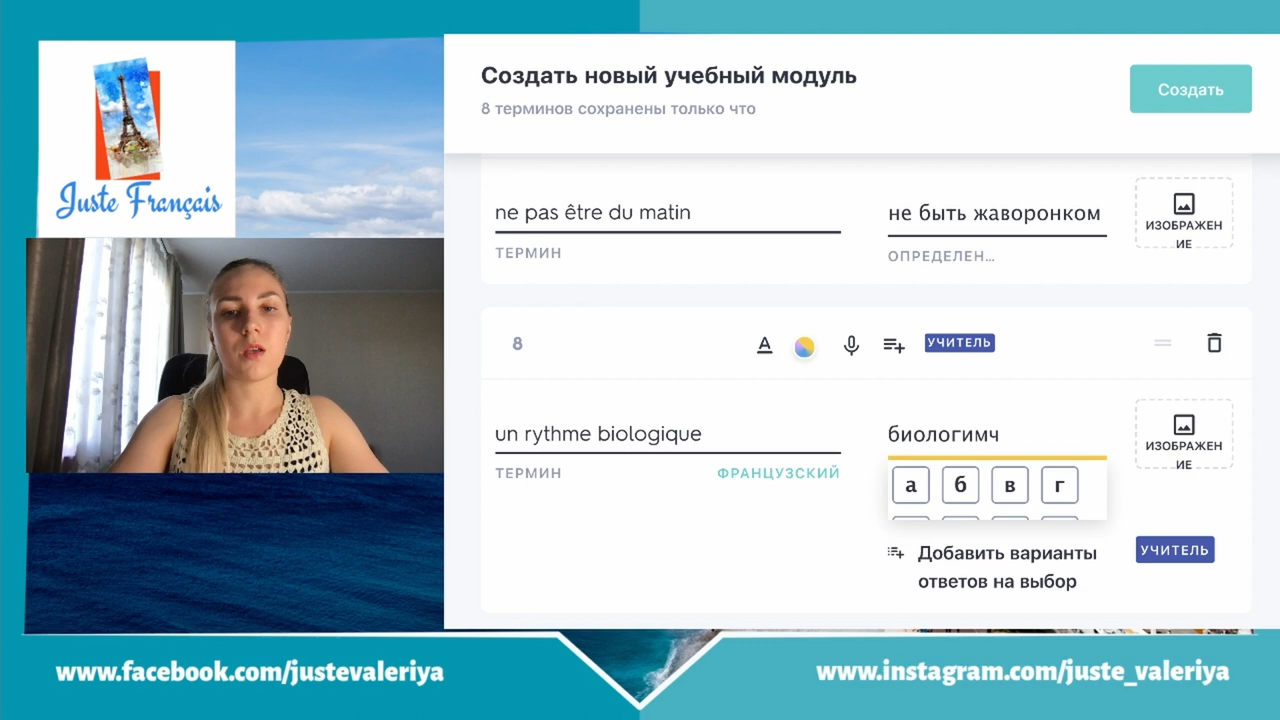 Juste Français
Создать новый учебный модуль
8 терминов сохранены только что
Создать
ne pas être du matin
не быть жаворонком
ТЕРМИН
ОПРЕДЕЛЕН...
ИЗОБРАЖЕН
ИЕ
8
A
УЧИТЕЛЬ
un rythme biologique
биологимч
ТЕРМИН
ФРАНЦУЗСКИЙ
ИЗОБРАЖЕН
ИЕ
а б в г
Добавить варианты
ответов на выбор
УЧИТЕЛЬ
www.facebook.com/justevaleriya
www.instagram.com/juste_valeriya